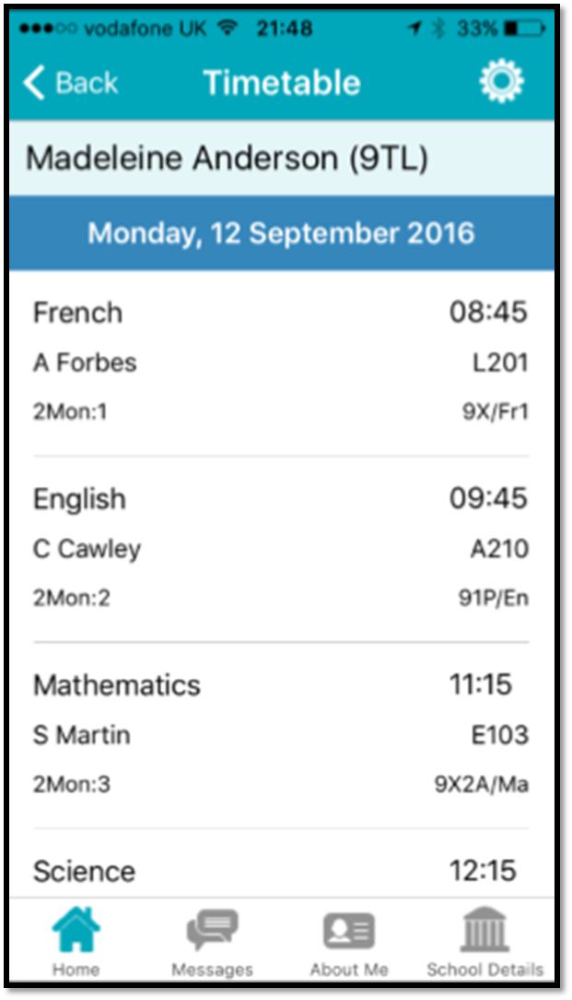 vodafone UK 21:48 33%
Back Timetable
Madeleine Anderson (9TL)
Monday, 12 September 2016
French 08:45
A Forbes L201
2Mon:1 9X/Fr1
English 09:45
C Cawley A210
2Mon:2 91P/En
Mathematics 11:15
S Martin E103
2Mon:3 9X2A/Ma
Science 12:15
Home Messages About Me School Details